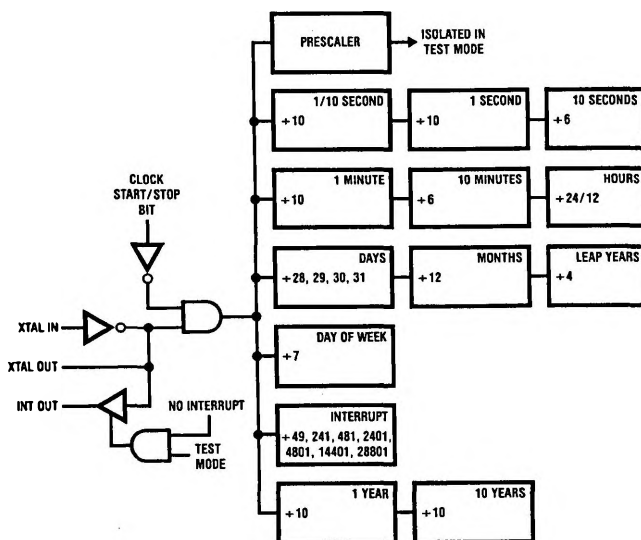 PRESCALER
ISOLATED IN
TEST MODE
1/10 SECOND
÷10
1 SECOND
÷10
10 SECONDS
÷6
1 MINUTE
÷10
10 MINUTES
÷6
HOURS
÷24/12
CLOCK
START/STOP
BIT
DAYS
÷28, 29, 30, 31
MONTHS
÷12
LEAP YEARS
÷4
XTAL IN
XTAL OUT
INT OUT
NO INTERRUPT
TEST
MODE
DAY OF WEEK
÷7
INTERRUPT
÷49, 241, 481, 2401,
4801, 14401, 28801
1 YEAR
÷10
10 YEARS
÷10